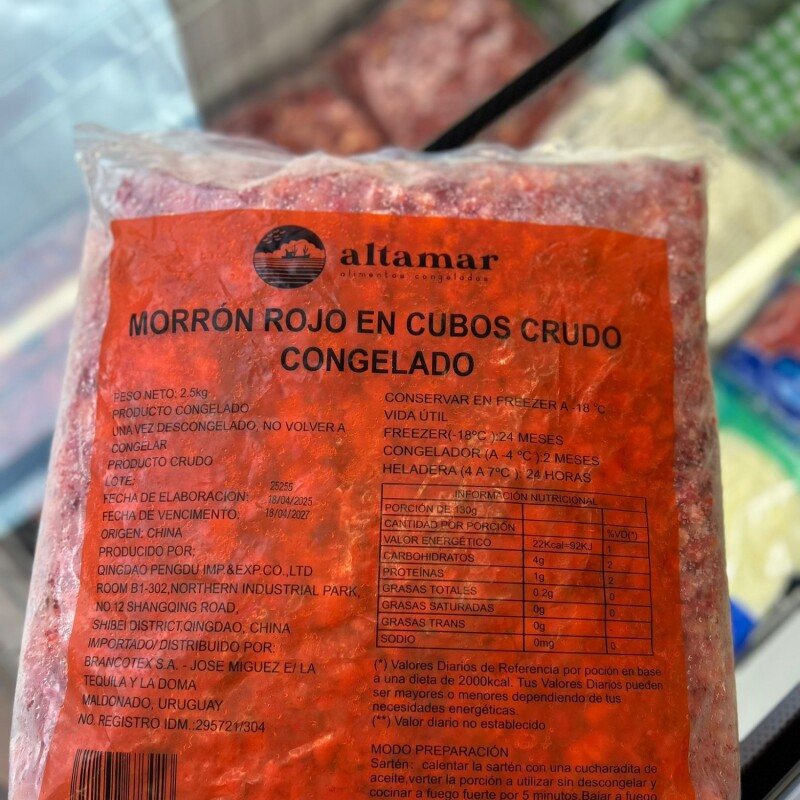 altamar
alimentos congelados
MORRÓN ROJO EN CUBOS CRUDO
CONGELADO
PESO NETO: 2.5kg
PRODUCTO CONGELADO
UNA VEZ DESCONGELADO, NO VOLVER A
CONGELAR
PRODUCTO CRUDO
LOTE: 25255
FECHA DE ELABORACIÓN: 18/04/2025
FECHA DE VENCIMENTO: 18/04/2027
ORIGEN: CHINA
PRODUCIDO POR:
QINGDAO PENGDU IMP.&EXP.CO.,LTD
ROOM B1-302,NORTHERN INDUSTRIAL PARK,
NO.12 SHANGQING ROAD,
SHIBEI DISTRICT,QINGDAO, CHINA
IMPORTADO/ DISTRIBUIDO POR:
BRANCOTEX S.A. - JOSE MIGUEZ E/ LA
TEQUILA Y LA DOMA
MALDONADO, URUGUAY
NO. REGISTRO IDM.:295721/304
CONSERVAR EN FREEZER A -18 °C
VIDA ÚTIL
FREEZER(-18ºC ):24 MESES
CONGELADOR (A -4 ºC ) 2 MESES
HELADERA (4 A 7ºC ): 24 HORAS
INFORMACIÓN NUTRICIONAL
PORCIÓN DE 130g
CANTIDAD POR PORCIÓN %VD(*)
VALOR ENERGÉTICO 22Kcal=92KJ 1
CARBOHIDRATOS 4g 2
PROTEÍNAS 1g 2
GRASAS TOTALES 0.2g 0
GRASAS SATURADAS 0g 0
GRASAS TRANS 0g
SODIO 0mg 0
(*) Valores Diarios de Referencia por poción en base
a una dieta de 2000kcal. Tus Valores Diarios pueden
ser mayores o menores dependiendo de tus
necesidades energéticas.
(**) Valor diario no establecido
MODO PREPARACIÓN
Sartén: calentar la sartén con una cucharadita de
aceite,verter la porción a utilizar sin descongelar y
cocinar a fuego fuerte por 5 minutos.Bajar a fuego